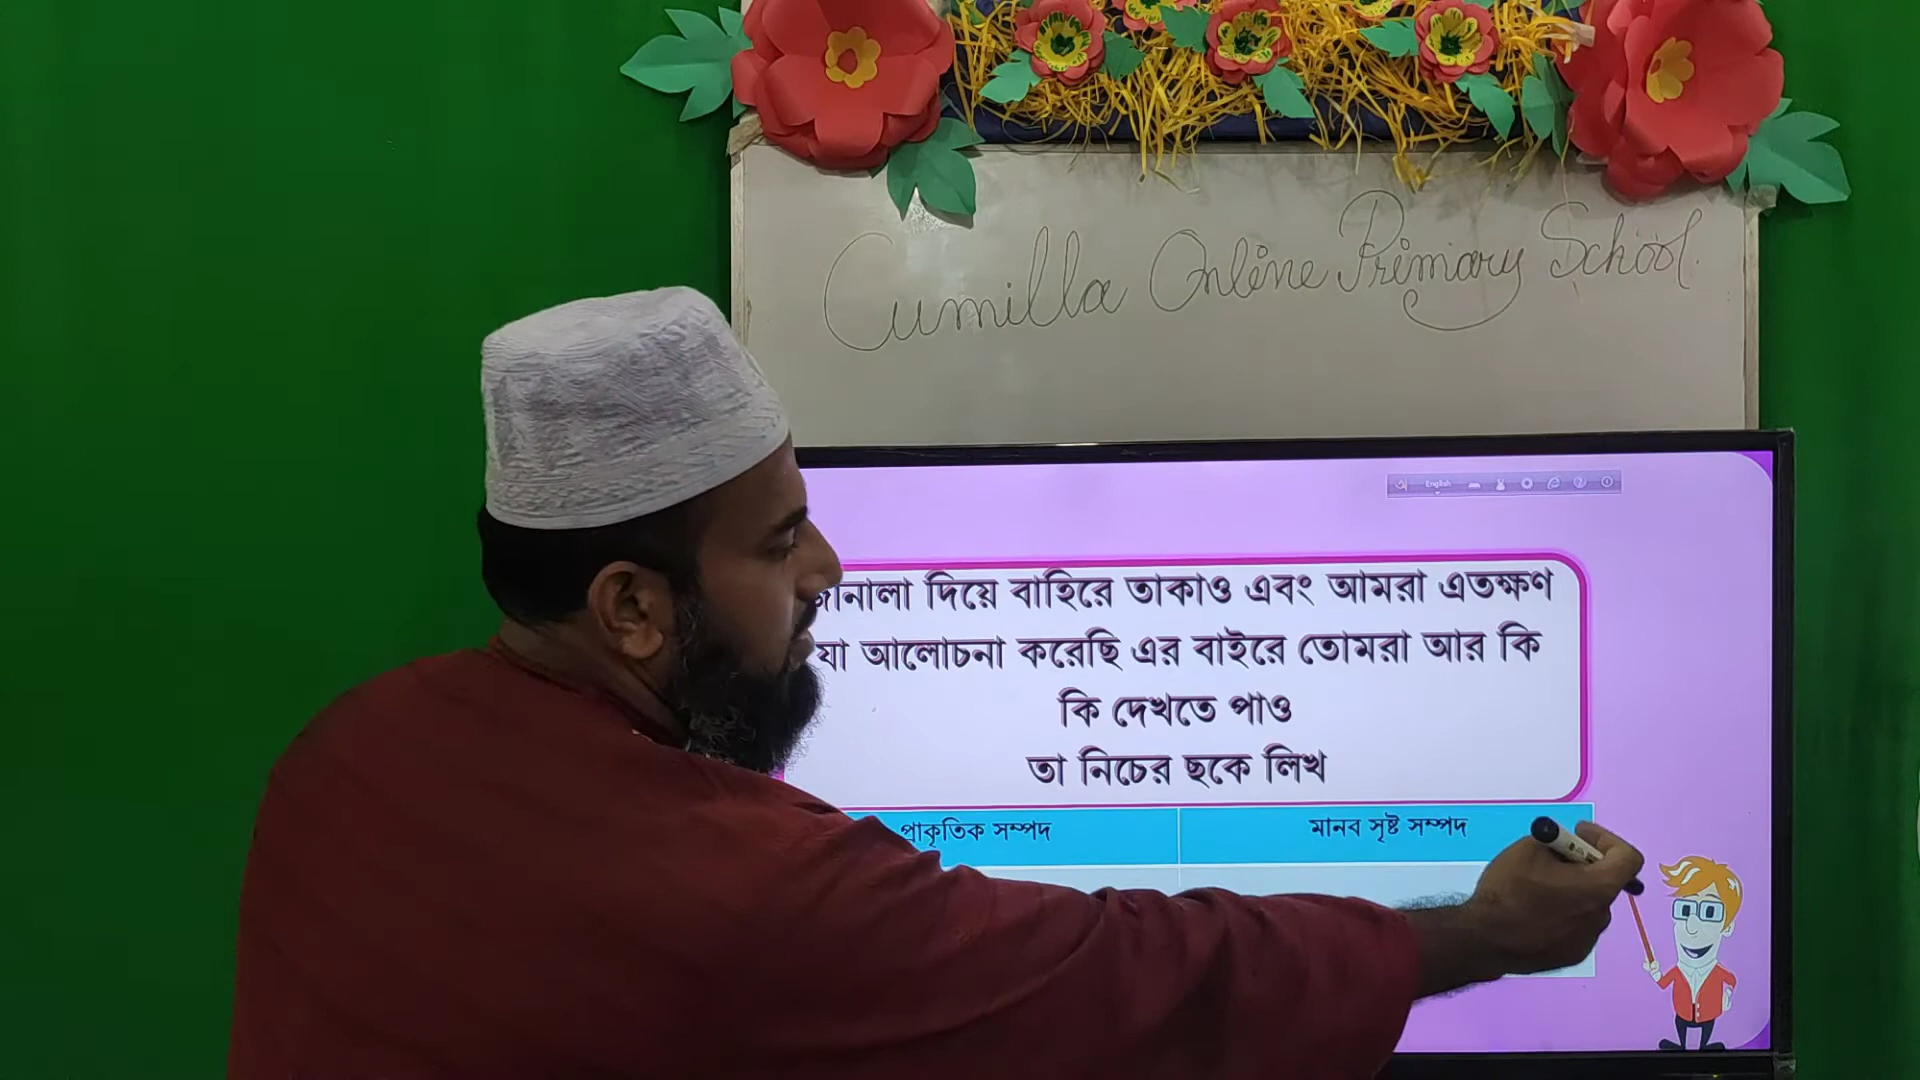 Cumilla Online Primary School.
English
জানালা দিয়ে বাহিরে তাকাও এবং আমরা এতক্ষণ
যা আলোচনা করেছি এর বাইরে তোমরা আর কি
কি দেখতে পাও
তা নিচের ছকে লিখ
প্রাকৃতিক সম্পদ
মানব সৃষ্ট সম্পদ